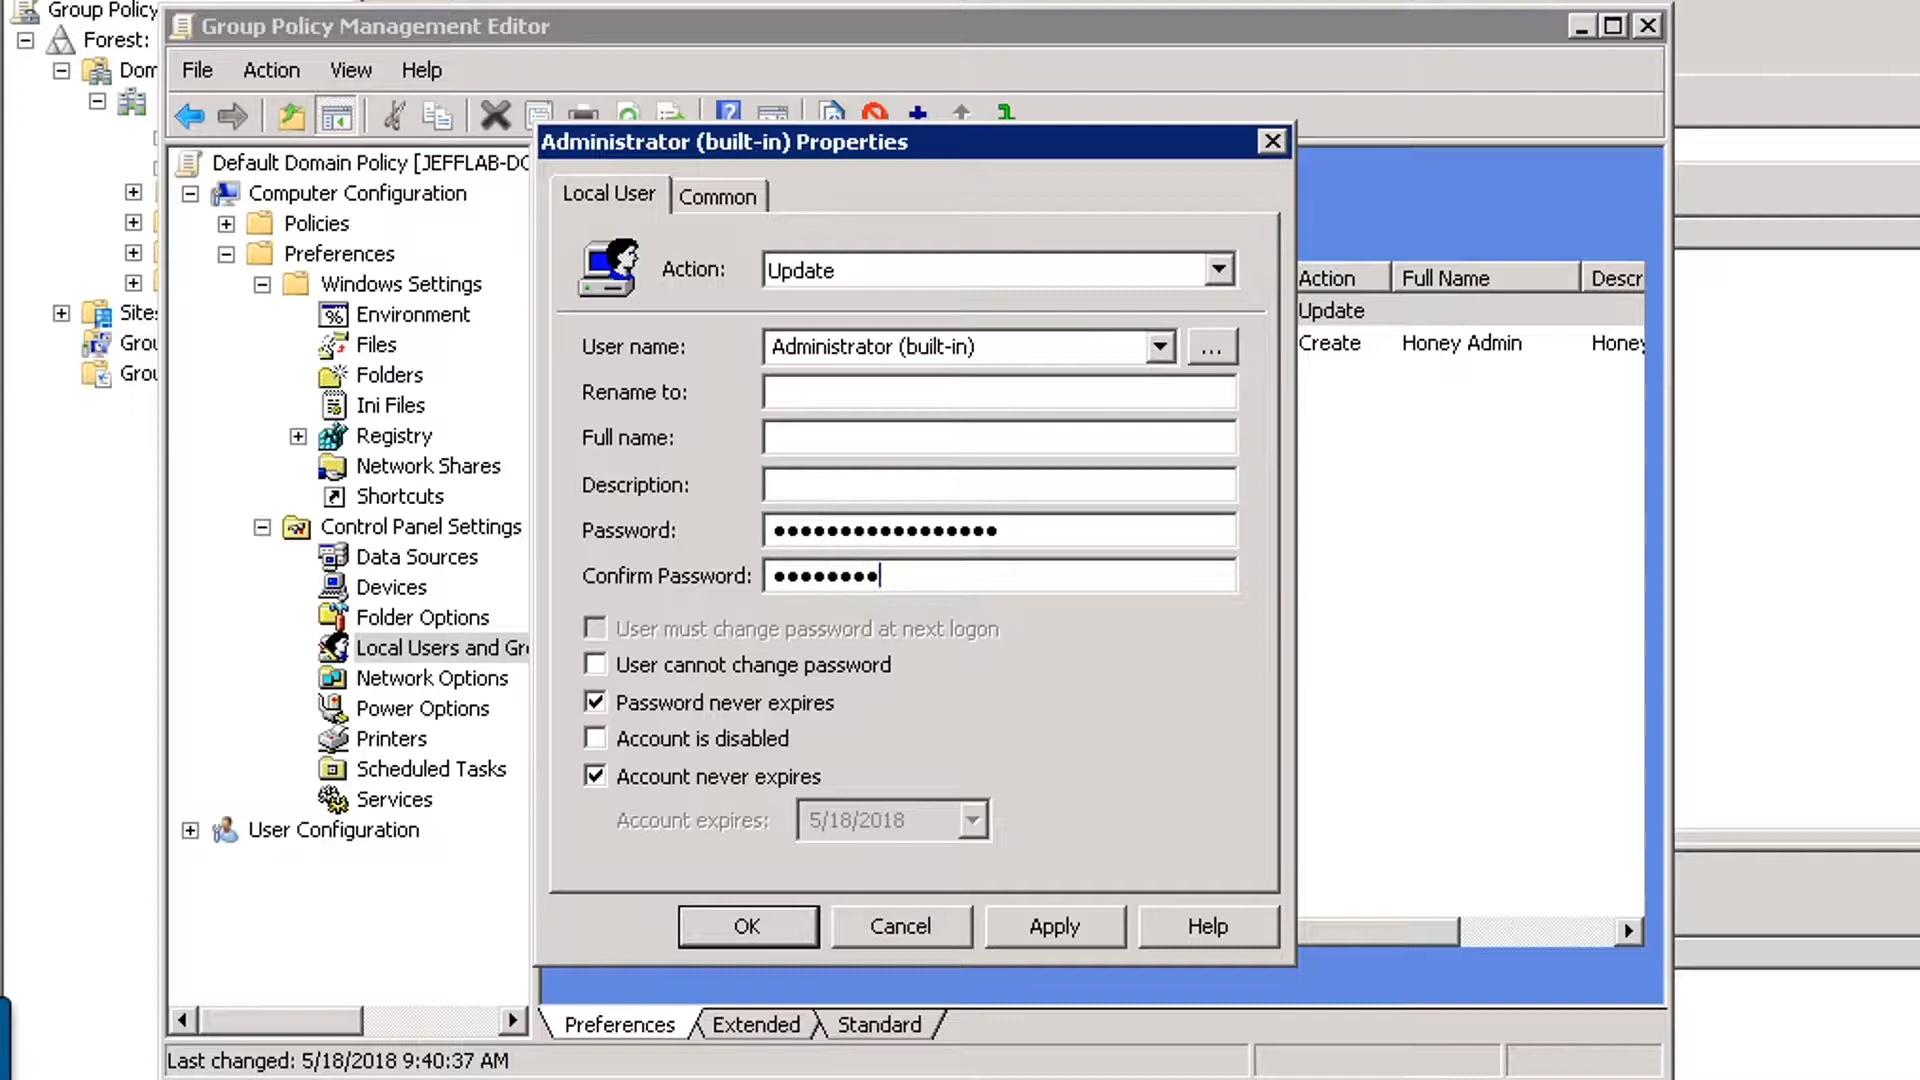 Group Policy
Forest:
Dom
Sites
Grou
Grou
Group Policy Management Editor
File Action View Help
Default Domain Policy [JEFFLAB-DC
Computer Configuration
Policies
Preferences
Windows Settings
Environment
Files
Folders
Ini Files
Registry
Network Shares
Shortcuts
Control Panel Settings
Data Sources
Devices
Folder Options
Local Users and Gr
Network Options
Power Options
Printers
Scheduled Tasks
Services
User Configuration
Administrator (built-in) Properties
Local User Common
Action: Update
User name: Administrator (built-in) ...
Rename to:
Full name:
Description:
Password: •••••••••••••••••
Confirm Password: ••••••••
User must change password at next logon
User cannot change password
Password never expires
Account is disabled
Account never expires
Account expires: 5/18/2018
OK Cancel Apply Help
Action Full Name Descr
Update
Create Honey Admin Honey
Preferences Extended Standard
Last changed: 5/18/2018 9:40:37 AM